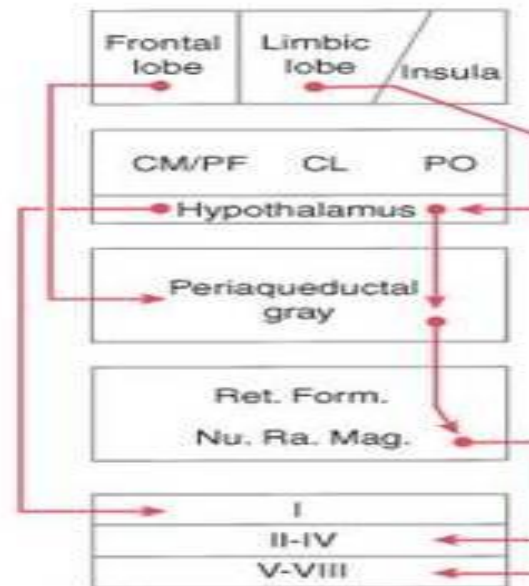 Frontal lobe
Limbic lobe
Insula
CM/PF CL PO
Hypothalamus
Periaqueductal
gray
Ret. Form.
Nu. Ra. Mag.
I
II-IV
V-VIII